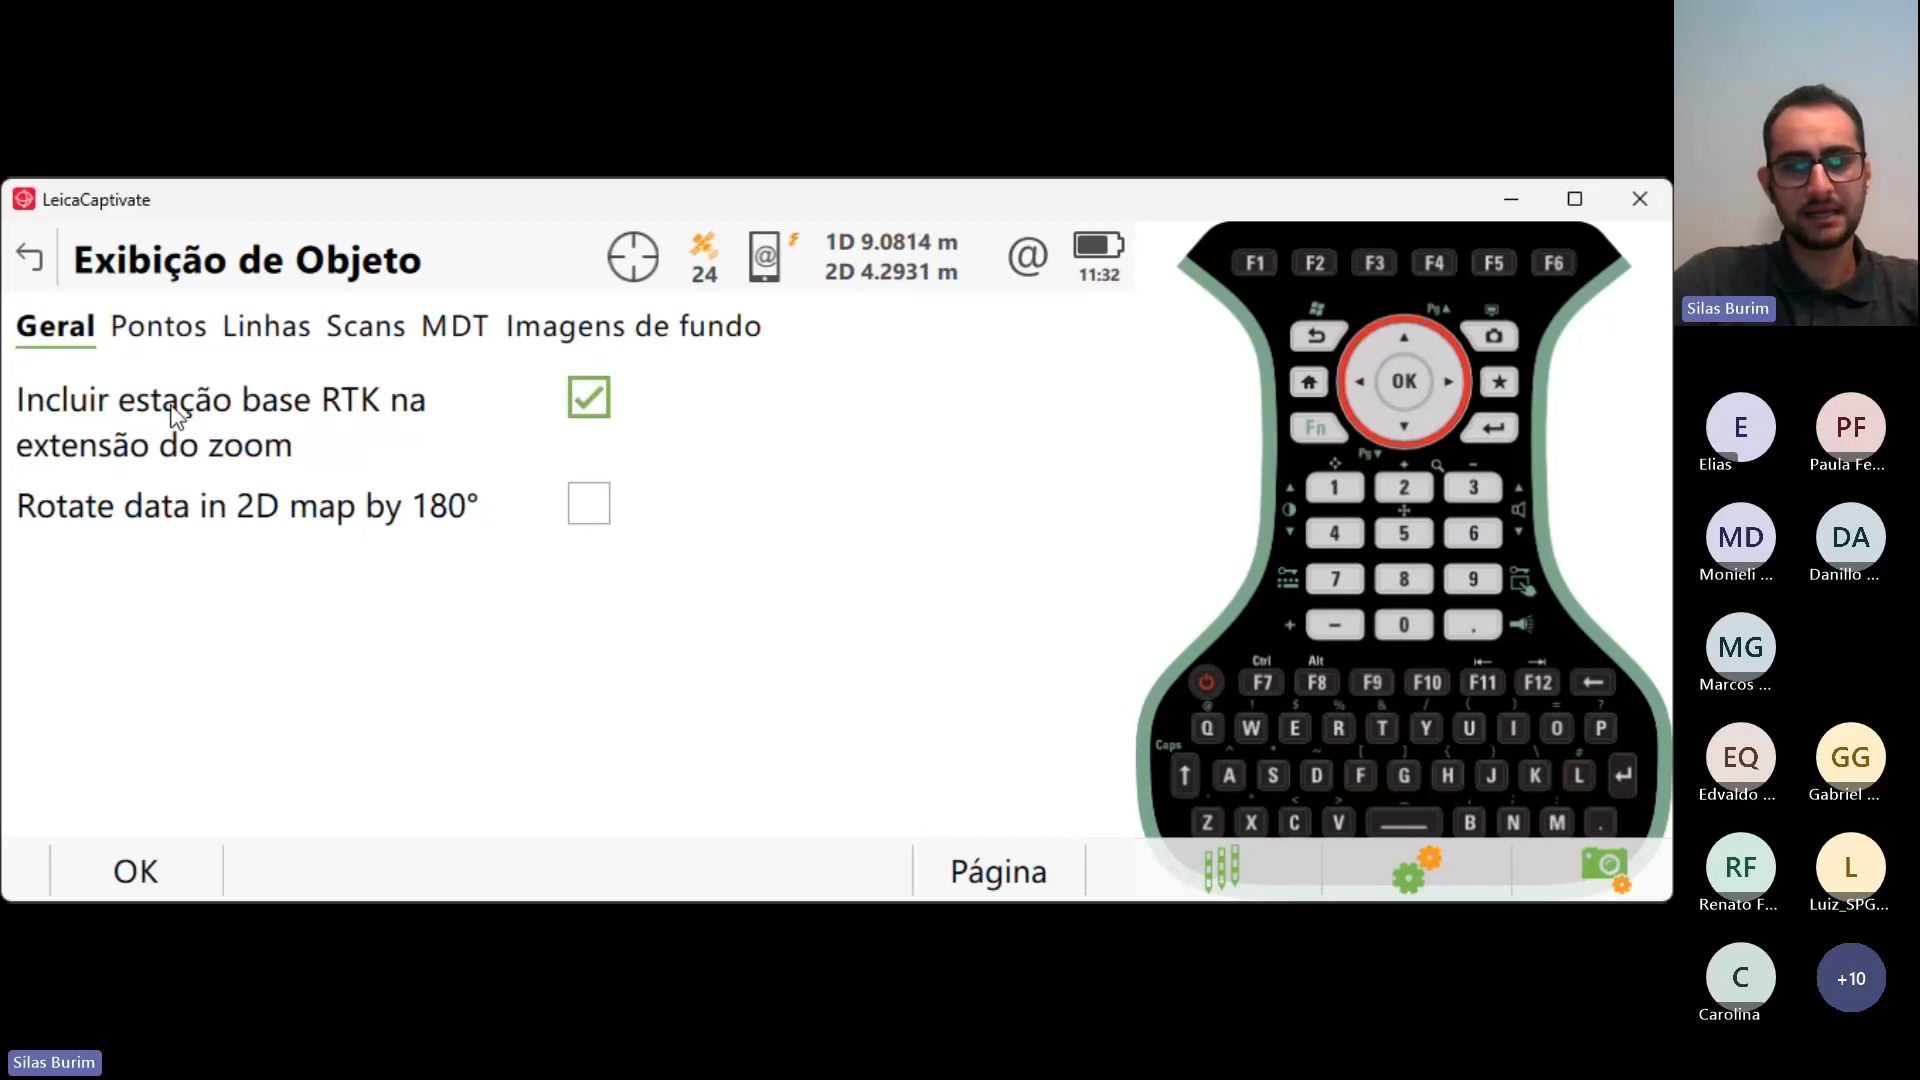 LeicaCaptivate
Exibição de Objeto
24
@
1D 9.0814 m
2D 4.2931 m
@
11:32
Geral Pontos Linhas Scans MDT Imagens de fundo
Incluir estação base RTK na
extensão do zoom
Rotate data in 2D map by 180°
OK
Página
F1 F2 F3 F4 F5 F6
Pg▲
OK
Fn
Pg▼
+ -
1 2 3
4 5 6
7 8 9
+ - 0 .
Ctrl Alt
F7 F8 F9 F10 F11 F12
@ ! $ % & / ( ) = ?
Q W E R T Y U I O P
Caps
^ * ~ [ ] { } \ #
A S D F G H J K L
' < > _ " ; : + .
Z X C V B N M .
Silas Burim
E
Elias
PF
Paula Fe...
MD
Monieli ...
DA
Danillo ...
MG
Marcos ...
EQ
Edvaldo ...
GG
Gabriel ...
RF
Renato F...
L
Luiz_SPG...
C
Carolina
+10
Silas Burim